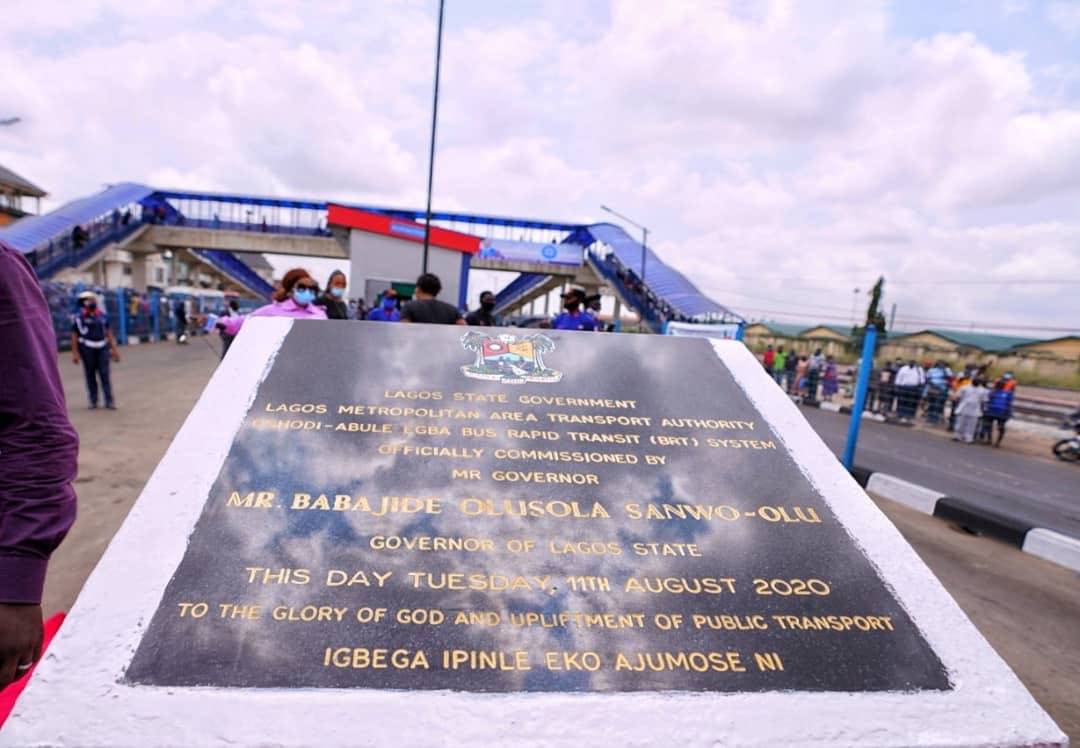 LAGOS STATE GOVERNMENT
LAGOS METROPOLITAN AREA TRANSPORT AUTHORITY
OSHODI-ABULE EGBA BUS RAPID TRANSIT (BRT) SYSTEM
OFFICIALLY COMMISSIONED BY
MR GOVERNOR
MR. BABAJIDE OLUSOLA SANWO-OLU
GOVERNOR OF LAGOS STATE
THIS DAY TUESDAY, 11TH AUGUST 2020
TO THE GLORY OF GOD AND UPLIFTMENT OF PUBLIC TRANSPORT
IGBEGA IPINLE EKO AJUMOSE NI